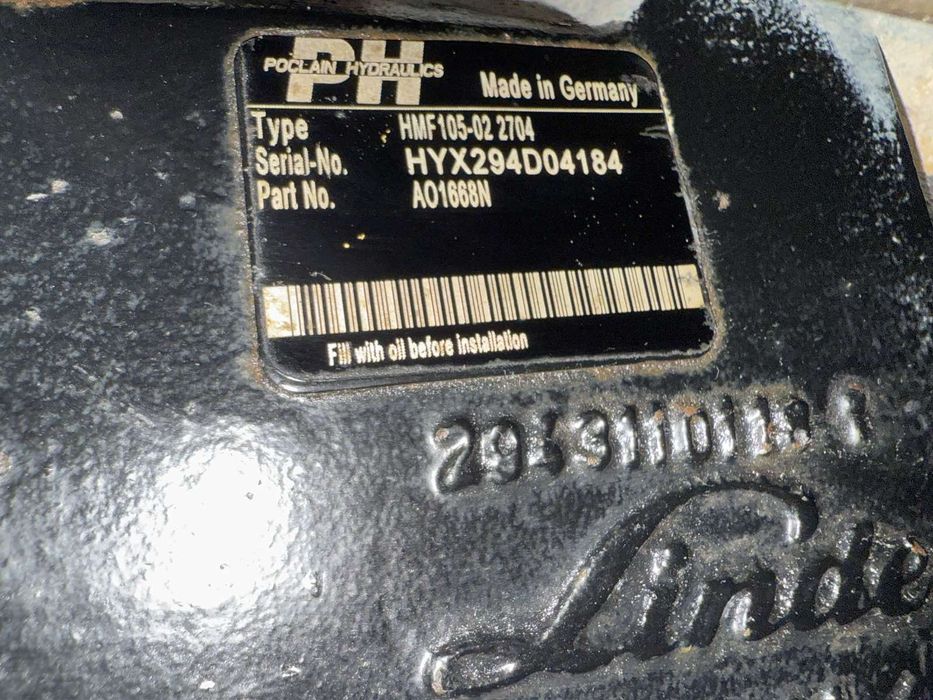 PH
POCLAIN HYDRAULICS
Made in Germany
Type HMF105-02 2704
Serial-No. HYX294D04184
Part No. AO1668N
Fill with oil before installation
Linde